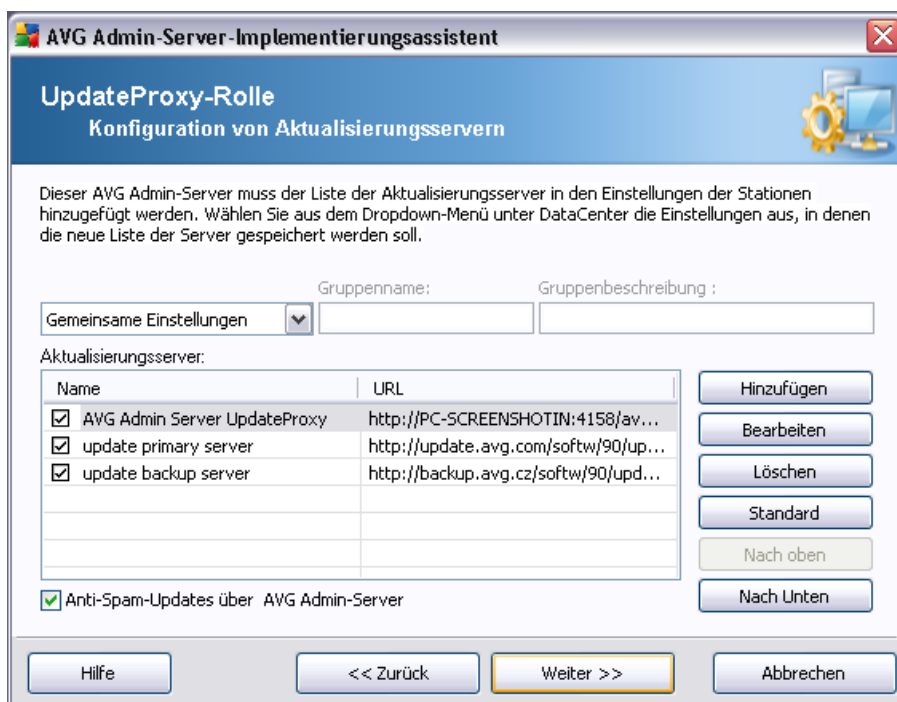 AVG Admin-Server-Implementierungsassistent
UpdateProxy-Rolle
Konfiguration von Aktualisierungsservern
Dieser AVG Admin-Server muss der Liste der Aktualisierungsserver in den Einstellungen der Stationen
hinzugefügt werden. Wählen Sie aus dem Dropdown-Menü unter DataCenter die Einstellungen aus, in denen
die neue Liste der Server gespeichert werden soll.
Gruppenname: Gruppenbeschreibung :
Gemeinsame Einstellungen
Aktualisierungsserver:
Name URL
AVG Admin Server UpdateProxy http://PC-SCREENSHOTIN:4158/av...
update primary server http://update.avg.com/softw/90/up...
update backup server http://backup.avg.cz/softw/90/upd...
Hinzufügen
Bearbeiten
Löschen
Standard
Nach oben
Nach Unten
Anti-Spam-Updates über AVG Admin-Server
Hilfe << Zurück Weiter >> Abbrechen